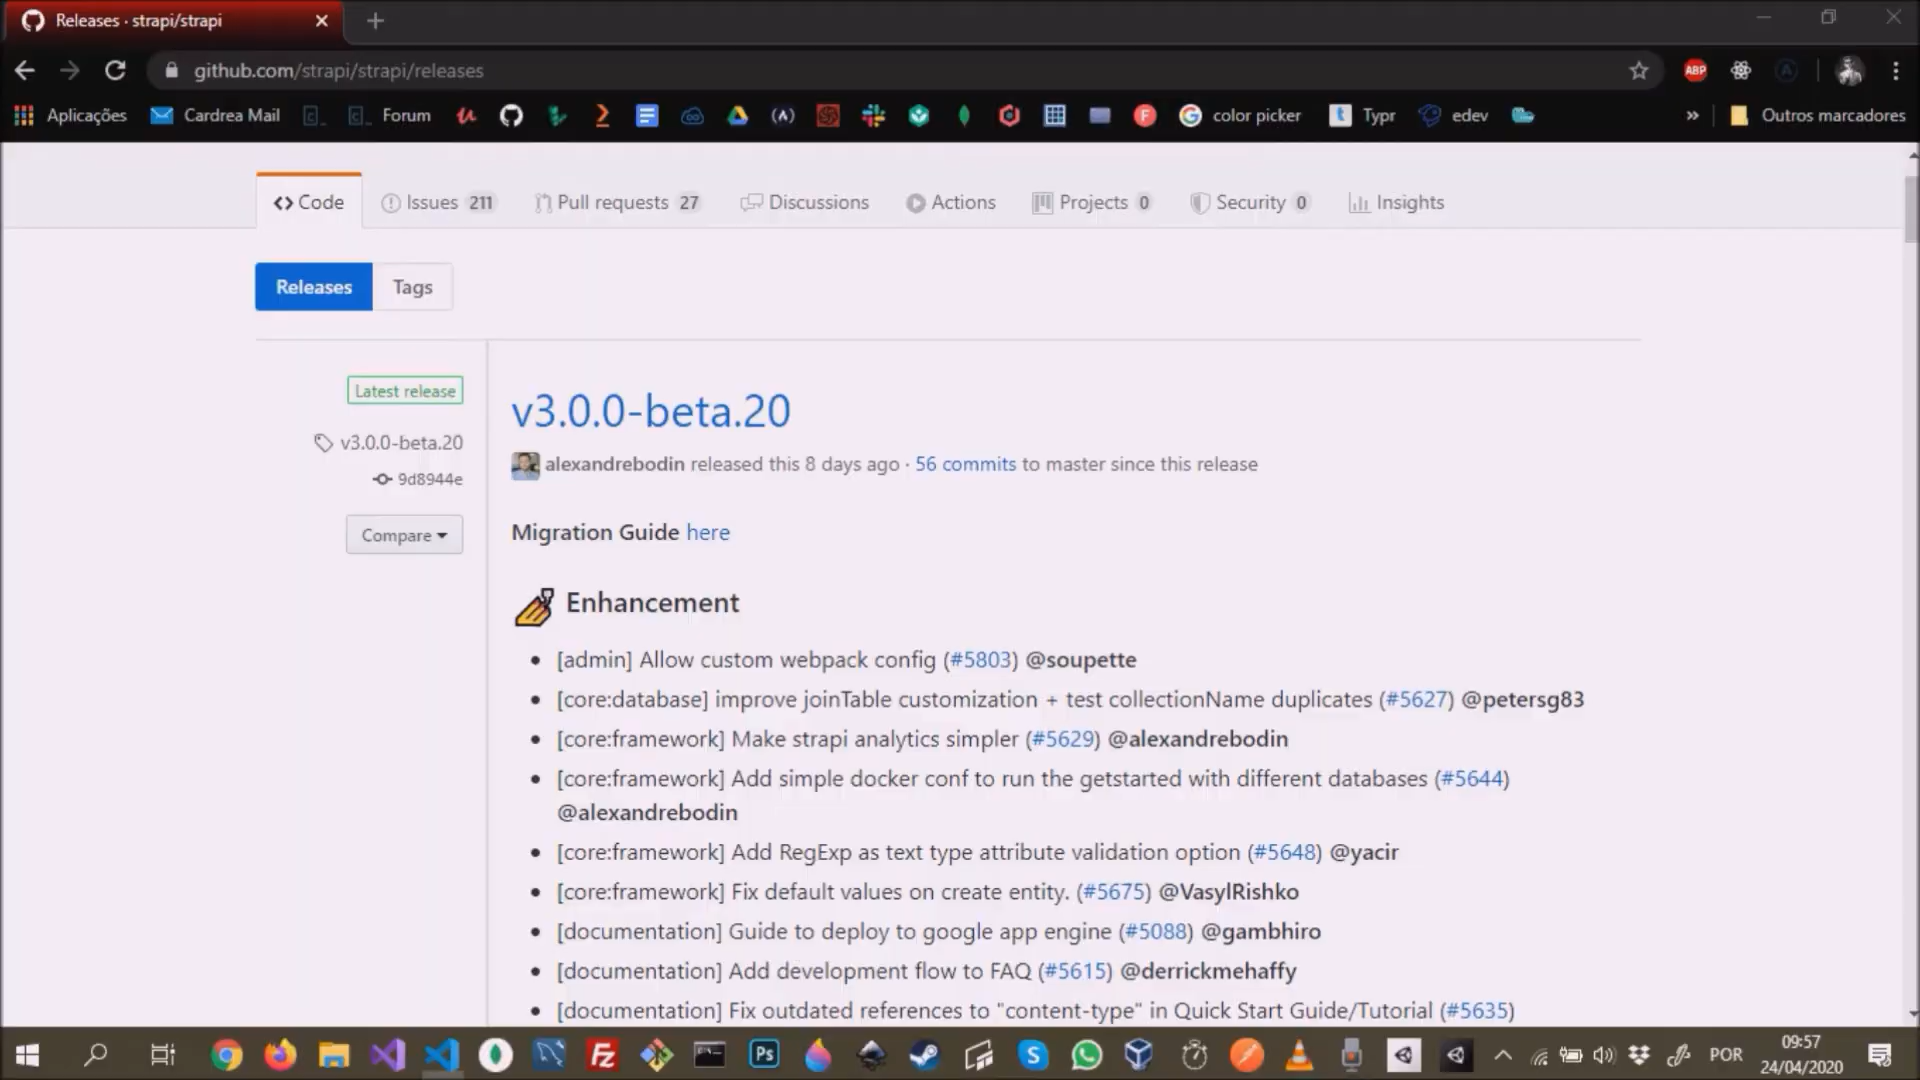 Releases · strapi/strapi
github.com/strapi/strapi/releases
ABP
Aplicações
Cardrea Mail
Forum
color picker
Typr
edev
Outros marcadores
Code
Issues 211
Pull requests 27
Discussions
Actions
Projects 0
Security 0
Insights
Releases
Tags
Latest release
v3.0.0-beta.20
9d8944e
Compare
v3.0.0-beta.20
alexandrebodin released this 8 days ago · 56 commits to master since this release
Migration Guide here
Enhancement
• [admin] Allow custom webpack config (#5803) @soupette
• [core:database] improve joinTable customization + test collectionName duplicates (#5627) @petersg83
• [core:framework] Make strapi analytics simpler (#5629) @alexandrebodin
• [core:framework] Add simple docker conf to run the getstarted with different databases (#5644)
@alexandrebodin
• [core:framework] Add RegExp as text type attribute validation option (#5648) @yacir
• [core:framework] Fix default values on create entity. (#5675) @VasylRishko
• [documentation] Guide to deploy to google app engine (#5088) @gambhiro
• [documentation] Add development flow to FAQ (#5615) @derrickmehaffy
• [documentation] Fix outdated references to "content-type" in Quick Start Guide/Tutorial (#5635)
Ps
POR
09:57
24/04/2020